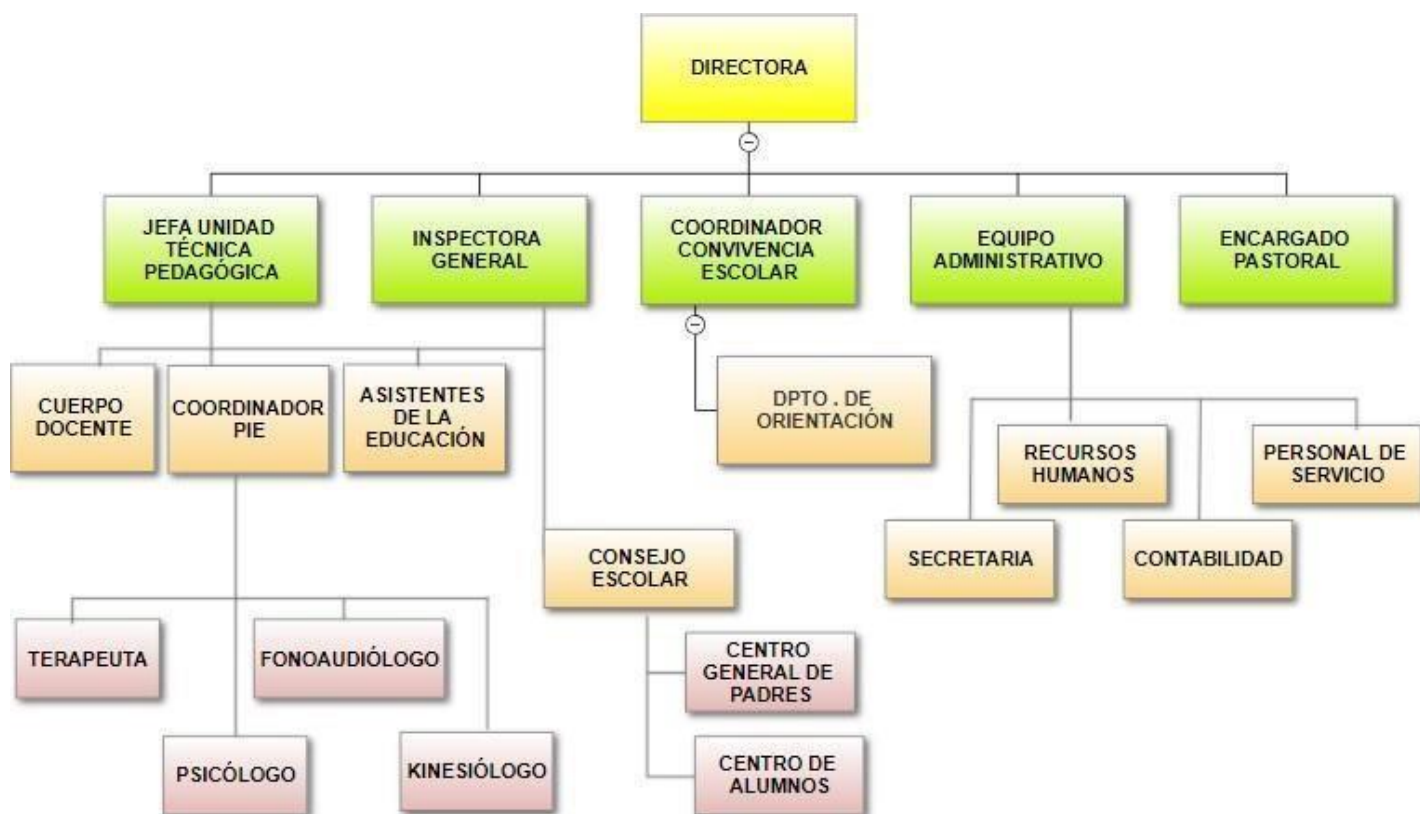 DIRECTORA
JEFA UNIDAD
TÉCNICA
PEDAGÓGICA
INSPECTORA
GENERAL
COORDINADOR
CONVIVENCIA
ESCOLAR
EQUIPO
ADMINISTRATIVO
ENCARGADO
PASTORAL
CUERPO
DOCENTE
COORDINADOR
PIE
ASISTENTES
DE LA
EDUCACIÓN
DPTO . DE
ORIENTACIÓN
RECURSOS
HUMANOS
PERSONAL DE
SERVICIO
SECRETARIA
CONTABILIDAD
CONSEJO
ESCOLAR
TERAPEUTA
FONOAUDIÓLOGO
CENTRO
GENERAL DE
PADRES
PSICÓLOGO
KINESIÓLOGO
CENTRO DE
ALUMNOS